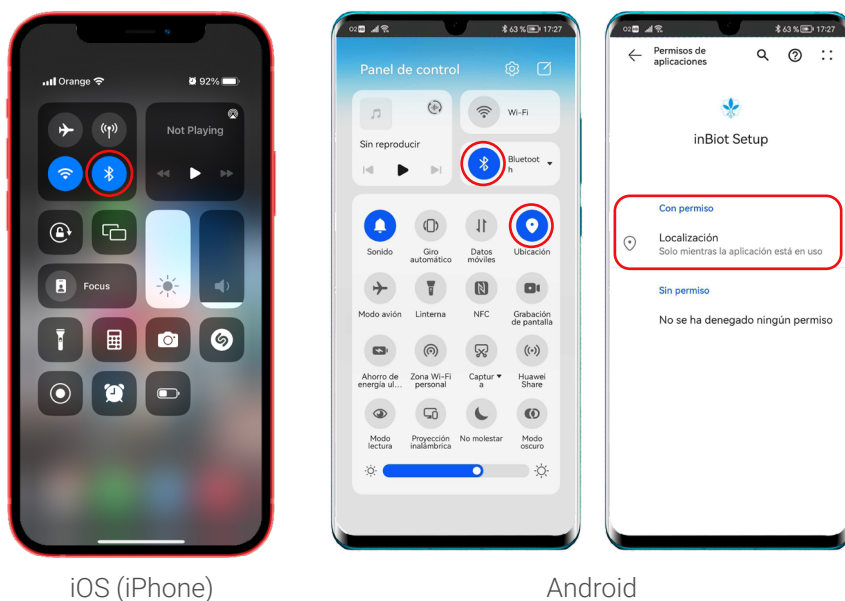 Orange
92%
Not Playing
Focus
iOS (iPhone)
63 % 17:27
Panel de control
Wi-Fi
Sin reproducir
Bluetoot
h
Sonido
Giro
automático
Datos
móviles
Ubicación
Modo avión
Linterna
NFC
Grabación
de pantalla
Ahorro de
energía ul...
Zona Wi-Fi
personal
Captur
a
Huawei
Share
Modo
lectura
Proyección
inalámbrica
No molestar
Modo
oscuro
63 % 17:27
Permisos de
aplicaciones
inBiot Setup
Con permiso
Localización
Solo mientras la aplicación está en uso
Sin permiso
No se ha denegado ningún permiso
Android